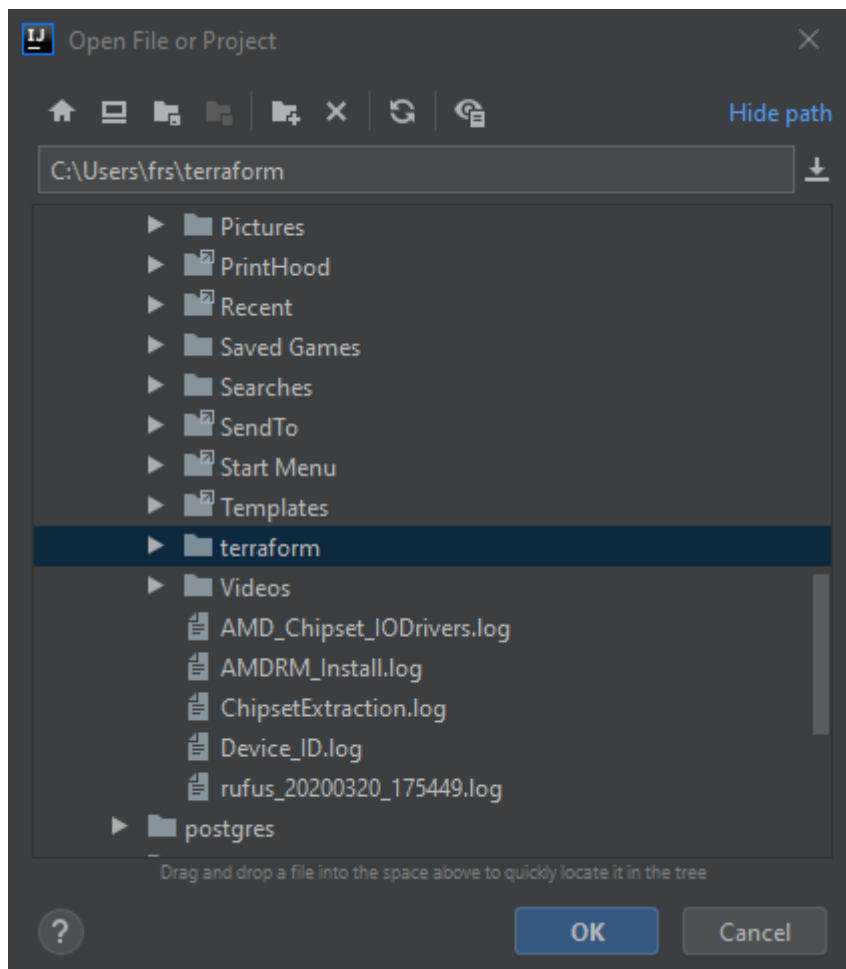 IJ Open File or Project
Hide path
C:\Users\frs\terraform
Pictures
PrintHood
Recent
Saved Games
Searches
SendTo
Start Menu
Templates
terraform
Videos
AMD_Chipset_IODrivers.log
AMDRM_Install.log
ChipsetExtraction.log
Device_ID.log
rufus_20200320_175449.log
postgres
Drag and drop a file into the space above to quickly locate it in the tree
? OK Cancel